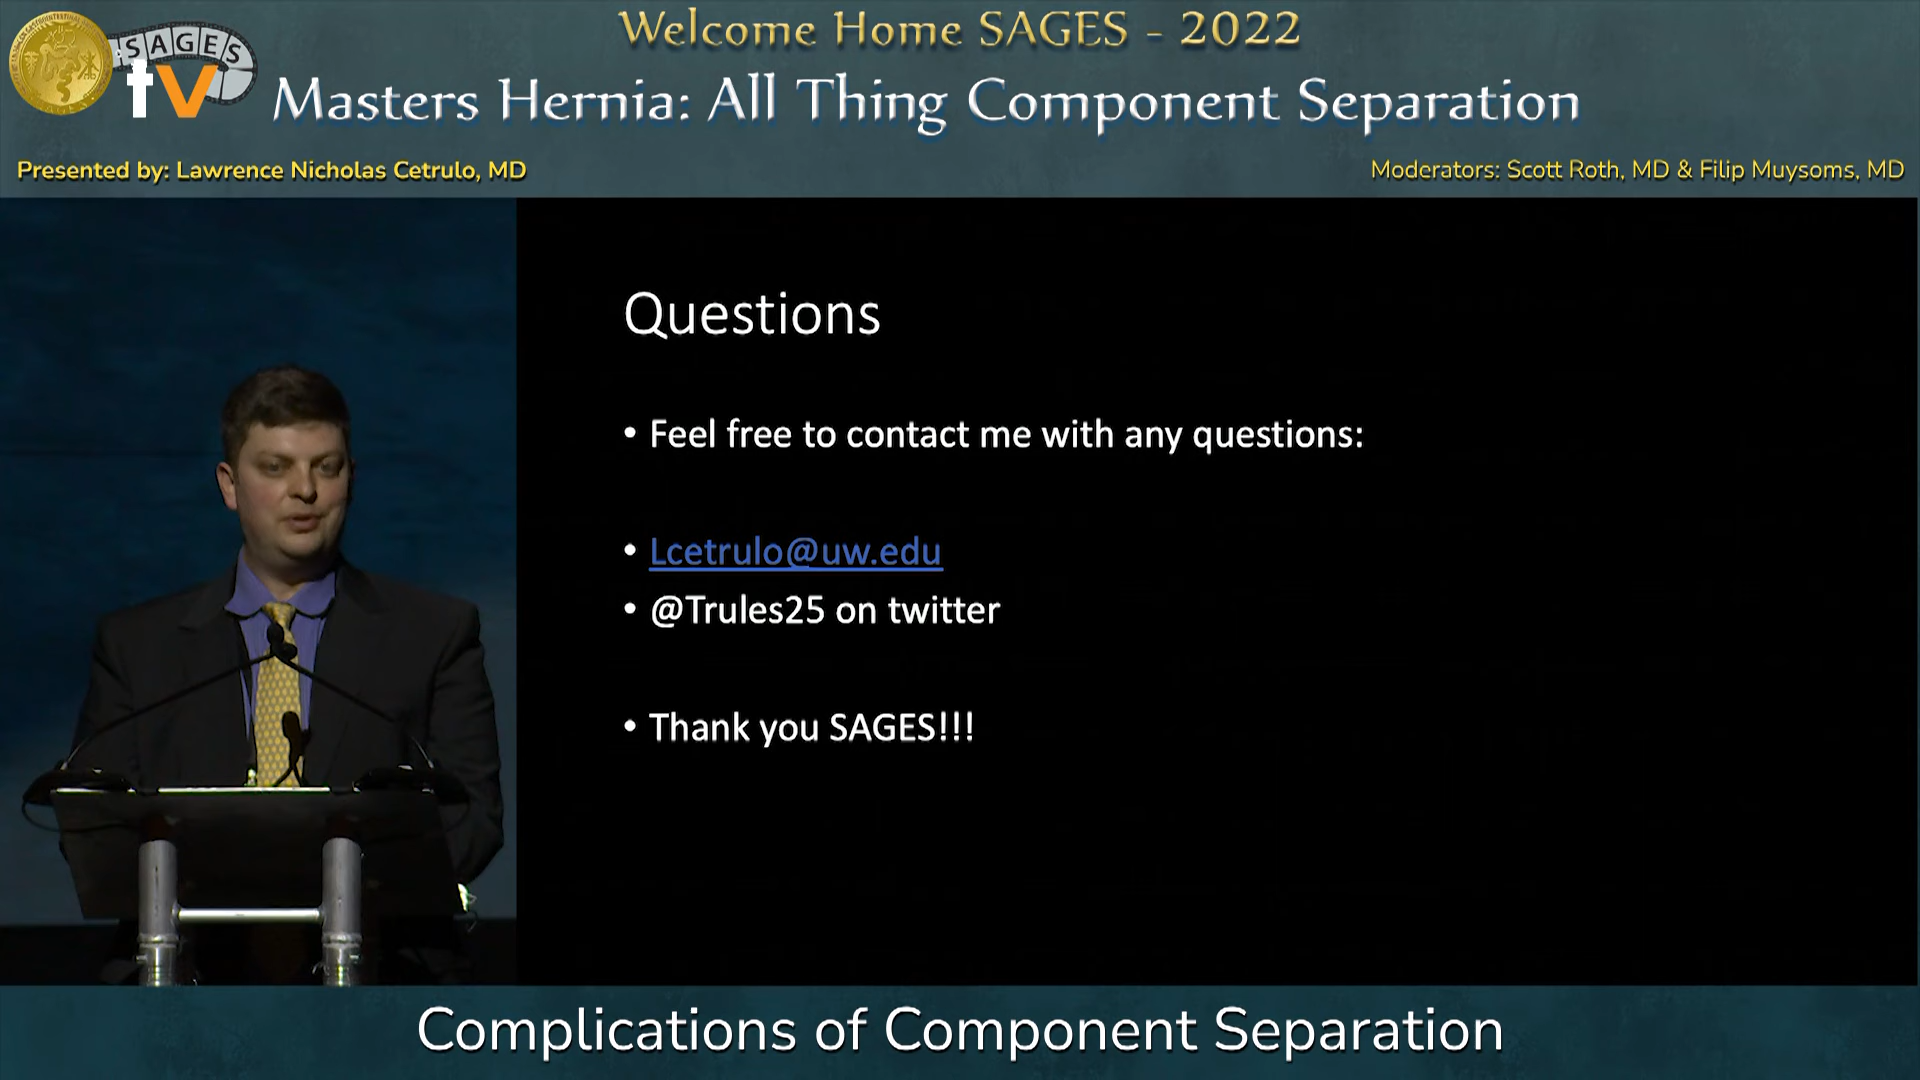 Welcome Home SAGES - 2022
SAGES
tv
Masters Hernia: All Thing Component Separation
Presented by: Lawrence Nicholas Cetrulo, MD
Moderators: Scott Roth, MD & Filip Muysoms, MD
Questions
• Feel free to contact me with any questions:
• Lcetrulo@uw.edu
• @Trules25 on twitter
• Thank you SAGES!!!
Complications of Component Separation